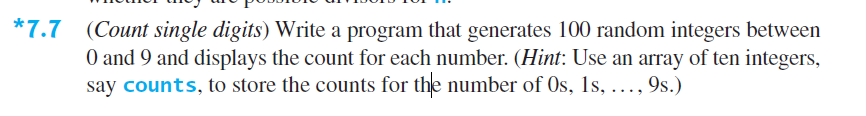 *7.7 (Count single digits) Write a program that generates 100 random integers between
0 and 9 and displays the count for each number. (Hint: Use an array of ten integers,
say counts, to store the counts for the number of 0s, 1s, ..., 9s.)